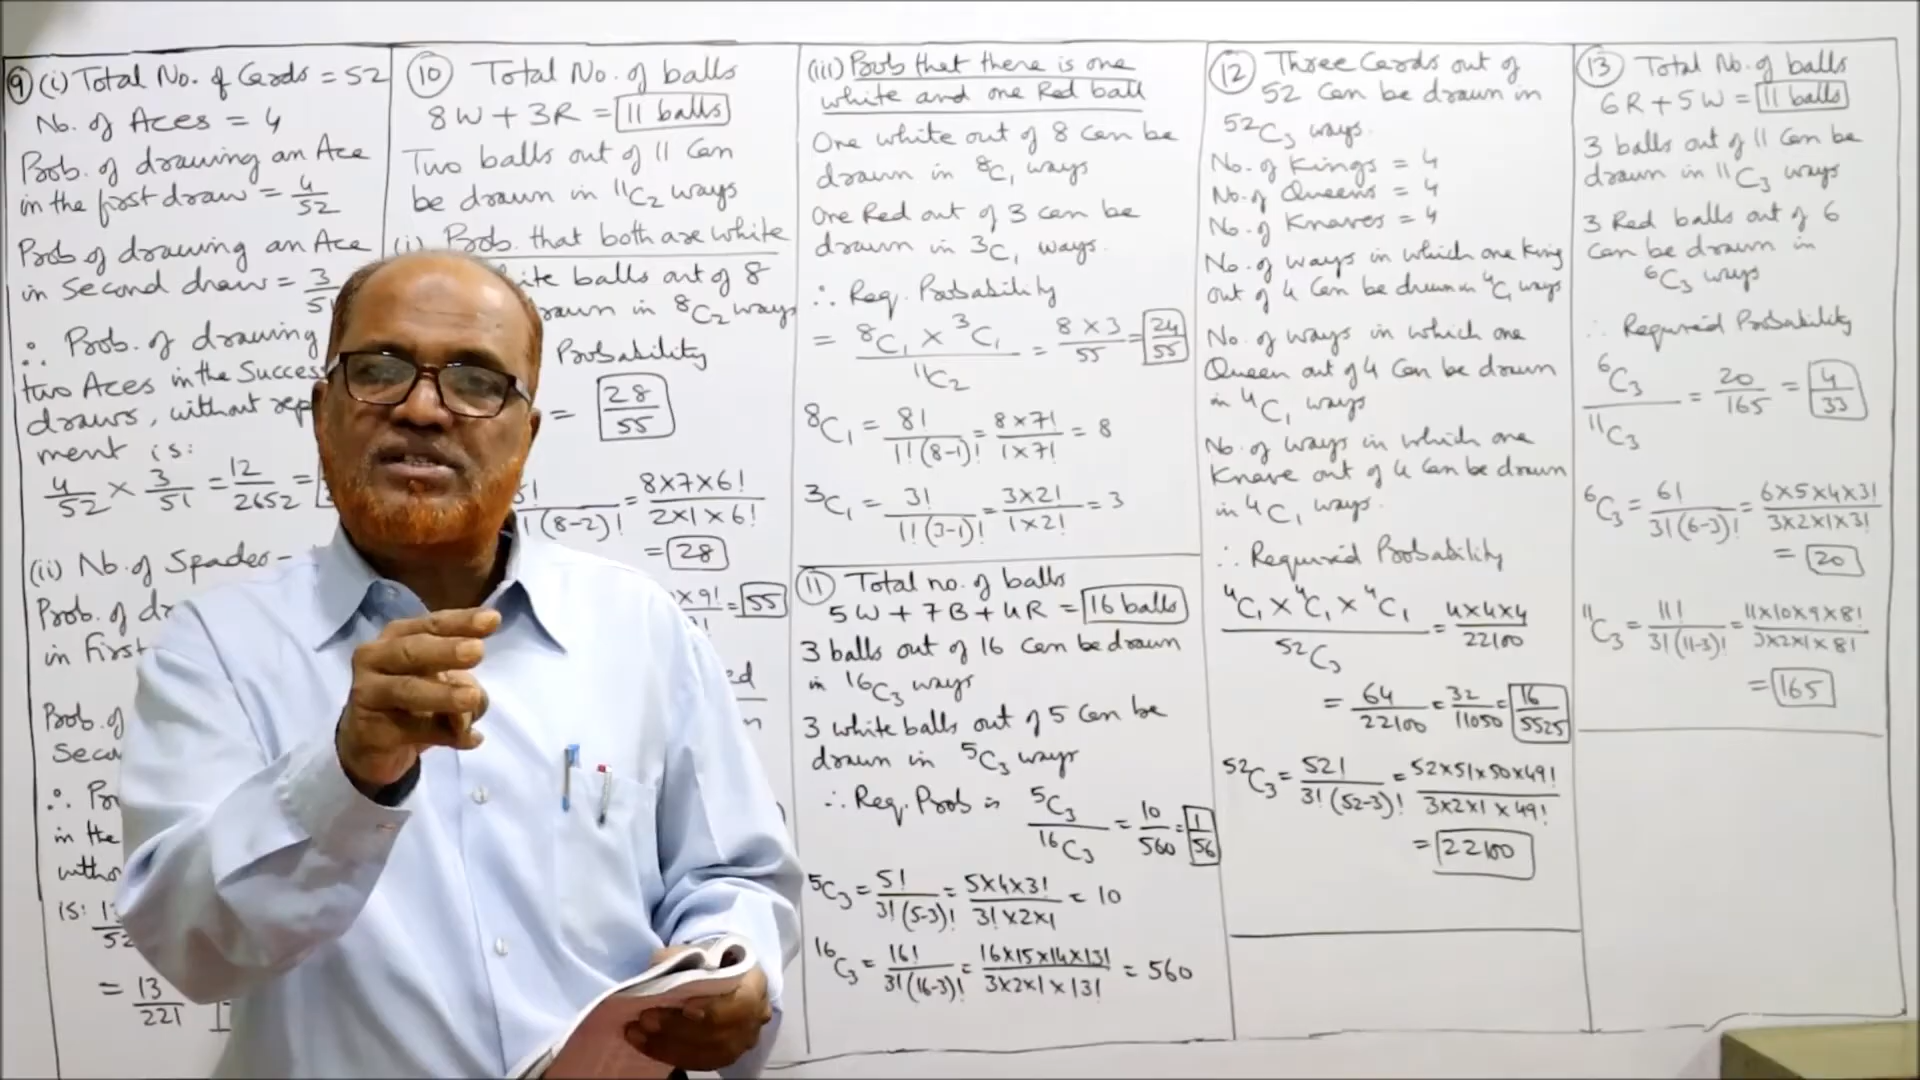 9 (i) Total No. of Cards = 52
No. of Aces = 4
Prob. of drawing an Ace
in the first draw = 4/52
Prob of drawing an Ace
in Second draw = 3/5
∴ Prob. of drawing
two Aces in the Success
draws, without rep
ment is:
4/52 × 3/51 = 12/2652 =
(ii) No. of Spades -
Prob. of dr
in First
Prob. of
Seco
∴ Pr
in the
witho
is: 13/52
= 13/221
10 Total No. of balls
8W + 3R = 11 balls
Two balls out of 11 Can
be drawn in ¹¹C₂ ways
(i) Prob. that both are white
ite balls out of 8
rawn in ⁸C₂ ways
Probability
= 28/55
!(8-2)! = 8×7×6!/2×1×6!
= 28
×9! = 55
ed
(iii) Prob that there is one
white and one Red ball
One white out of 8 can be
drawn in ⁸C₁ ways
One Red out of 3 can be
drawn in ³C₁ ways.
∴ Req. Probability
= ⁸C₁ × ³C₁/¹¹C₂ = 8×3/55 = 24/55
⁸C₁ = 8!/1!(8-1)! = 8×7!/1×7! = 8
³C₁ = 3!/1!(3-1)! = 3×2!/1×2! = 3
11 Total no. of balls
5W + 7B + 4R = 16 balls
3 balls out of 16 Can be drawn
in ¹⁶C₃ ways
3 white balls out of 5 Can be
drawn in ⁵C₃ ways
∴ Req. Prob is ⁵C₃/¹⁶C₃ = 10/560 = 1/56
⁵C₃ = 5!/3!(5-3)! = 5×4×3!/3!×2×1 = 10
¹⁶C₃ = 16!/3!(16-3)! = 16×15×14×13!/3×2×1×13! = 560
12 Three Cards out of
52 Can be drawn in
⁵²C₃ ways.
No. of Kings = 4
No. of Queens = 4
No. of Knaves = 4
No. of ways in which one King
out of 4 Can be drawn in ⁴C₁ ways
No. of ways in which one
Queen out of 4 Can be drawn
in ⁴C₁ ways
No. of ways in which one
Knave out of 4 Can be drawn
in ⁴C₁ ways.
∴ Required Probability
⁴C₁ × ⁴C₁ × ⁴C₁/⁵²C₃ = 4×4×4/22100
= 64/22100 = 32/11050 = 16/5525
⁵²C₃ = 52!/3!(52-3)! = 52×51×50×49!/3×2×1×49!
= 22100
13 Total No. of balls
6R + 5W = 11 balls
3 balls out of 11 Can be
drawn in ¹¹C₃ ways
3 Red balls out of 6
Can be drawn in
⁶C₃ ways
∴ Required Probability
⁶C₃/¹¹C₃ = 20/165 = 4/33
⁶C₃ = 6!/3!(6-3)! = 6×5×4×3!/3×2×1×3!
= 20
¹¹C₃ = 11!/3!(11-3)! = 11×10×9×8!/3×2×1×8!
= 165